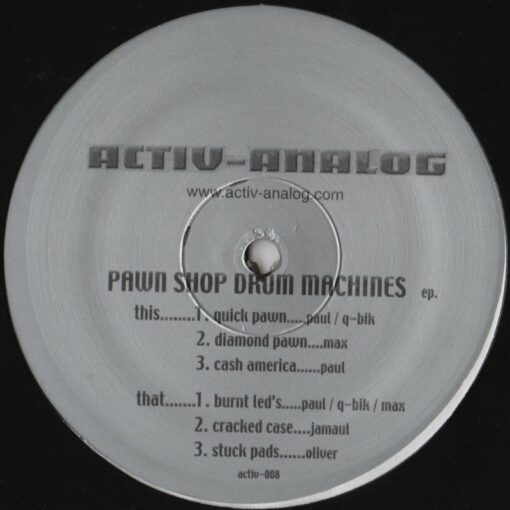 ACTIV-ANALOG
www.activ-analog.com
PAWN SHOP DRUM MACHINES ep.
this........1. quick pawn.....paul / q-bik
2. diamond pawn....max
3. cash america......paul
that.......1. burnt led's.....paul / q-bik / max
2. cracked case....jamaul
3. stuck pads......oliver
activ-008